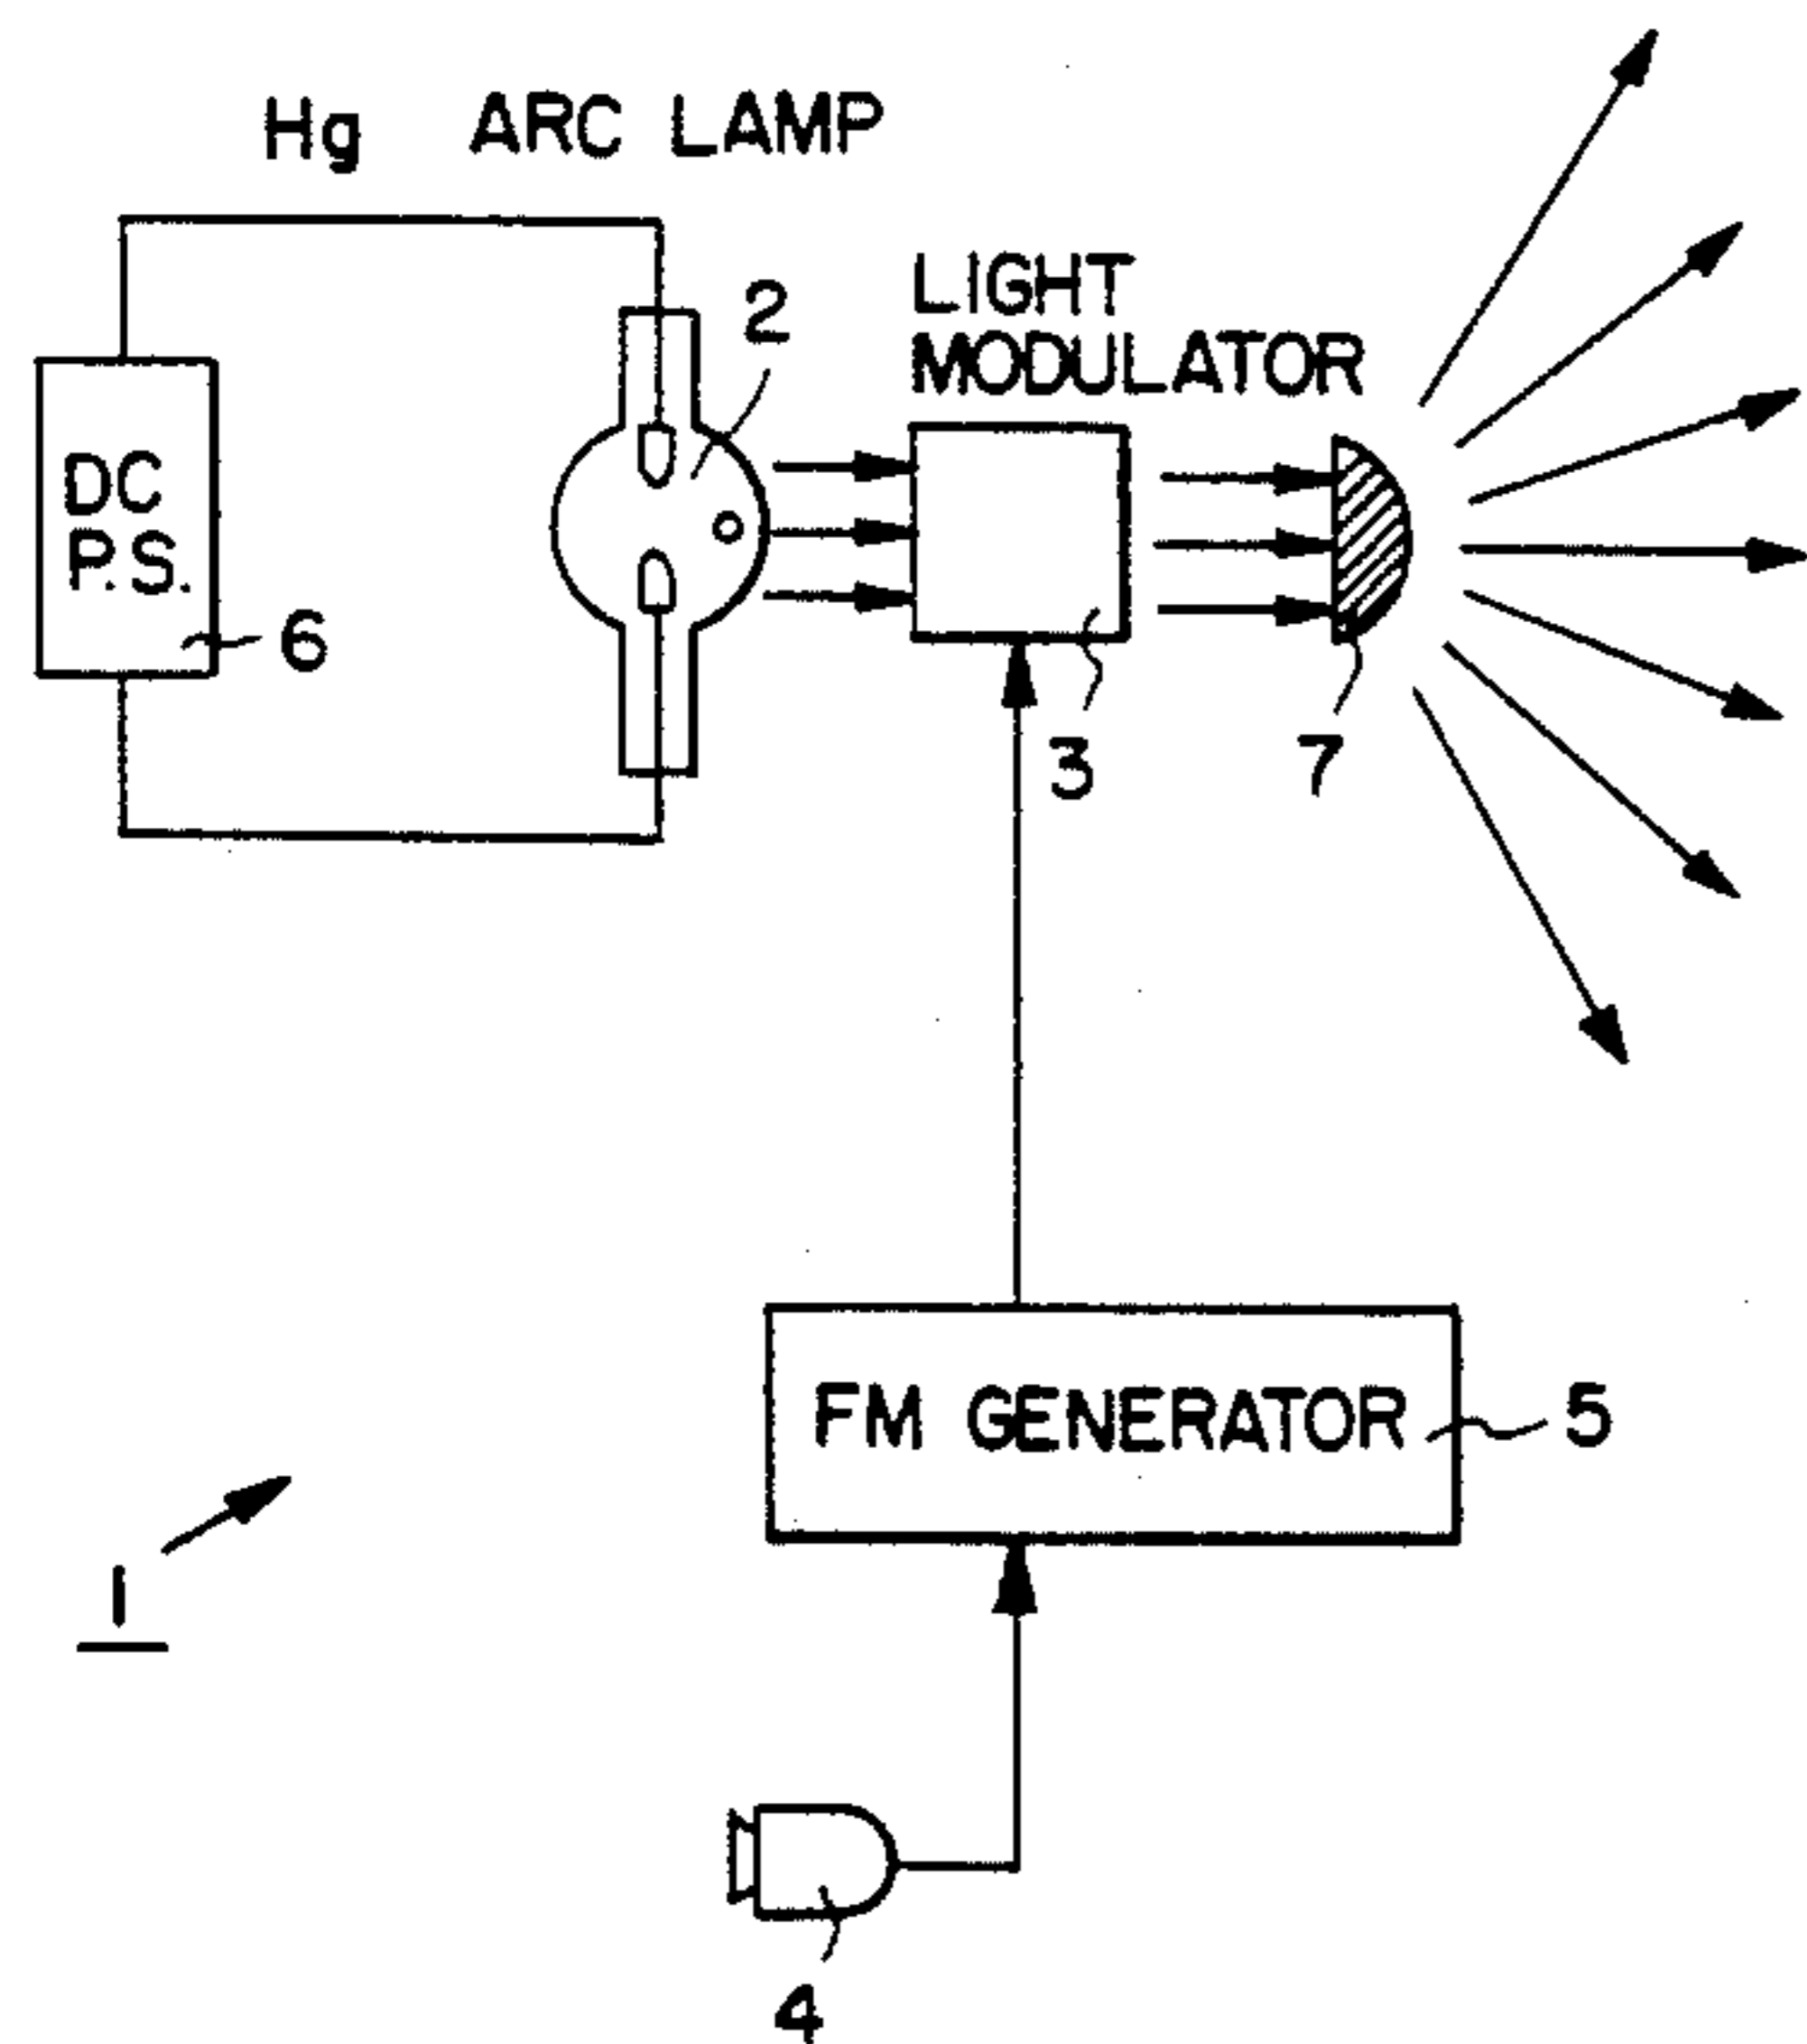 Hg ARC LAMP
2
LIGHT
MODULATOR
DC
P.S.
6
3
7
FM GENERATOR
5
1
4